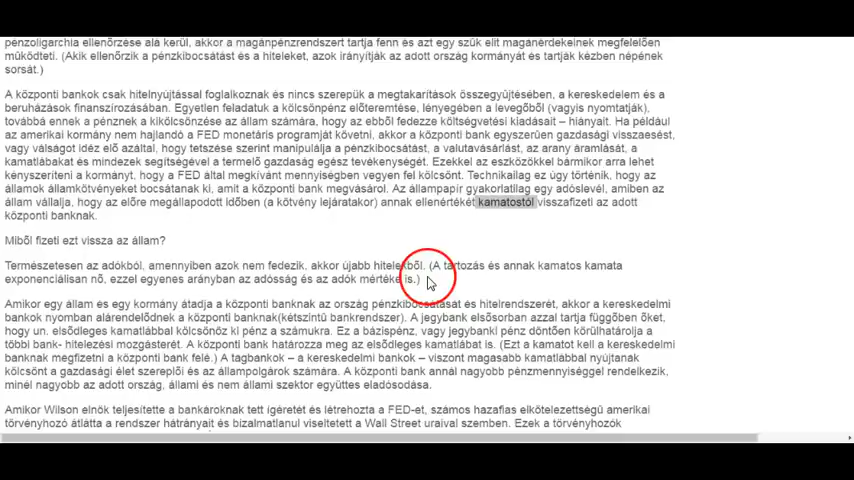 pénzoligarchia ellenőrzése alá kerül, akkor a magánpénzrendszert tartja fenn és azt egy szűk elit magánérdekeinek megfelelően
működteti. (Akik ellenőrzik a pénzkibocsátást és a hiteleket, azok irányítják az adott ország kormányát és tartják kézben népének
sorsát.)
A központi bankok csak hitelnyújtással foglalkoznak és nincs szerepük a megtakarítások összegyűjtésében, a kereskedelem és a
beruházások finanszírozásában. Egyetlen feladatuk a kölcsönpénz előteremtése, lényegében a levegőből (vagyis nyomtatják),
továbbá ennek a pénznek a kikölcsönzése az állam számára, hogy az ebből fedezze költségvetési kiadásait – hiányait. Ha például
az amerikai kormány nem hajlandó a FED monetáris programját követni, akkor a központi bank egyszerűen gazdasági visszaesést,
vagy válságot idéz elő azáltal, hogy tetszése szerint manipulálja a pénzkibocsátást, a valutavásárlást, az arany áramlását, a
kamatlábakat és mindezek segítségével a termelő gazdaság egész tevékenységét. Ezekkel az eszközökkel bármikor arra lehet
kényszeríteni a kormányt, hogy a FED által megkívánt mennyiségben vegyen fel kölcsönt. Technikailag ez úgy történik, hogy az
államok államkötvényeket bocsátanak ki, amit a központi bank megvásárol. Az állampapír gyakorlatilag egy adóslevél, amiben az
állam vállalja, hogy az előre megállapodott időben (a kötvény lejáratakor) annak ellenértékét kamatostól visszafizeti az adott
központi banknak.
Miből fizeti ezt vissza az állam?
Természetesen az adókból, amennyiben azok nem fedezik, akkor újabb hitelekből. (A tartozás és annak kamatos kamata
exponenciálisan nő, ezzel egyenes arányban az adósság és az adók mértéke is.)
Amikor egy állam és egy kormány átadja a központi banknak az ország pénzkibocsátását és hitelrendszerét, akkor a kereskedelmi
bankok nyomban alárendelődnek a központi banknak(kétszintű bankrendszer). A jegybank elsősorban azzal tartja függőben őket,
hogy un. elsődleges kamatlábbal kölcsönöz ki pénzt a számukra. Ez a bázispénz, vagy jegybanki pénz döntően körülhatárolja a
többi bank- hitelezési mozgásterét. A központi bank határozza meg az elsődleges kamatlábat is. (Ezt a kamatot kell a kereskedelmi
banknak megfizetni a központi bank felé.) A tagbankok – a kereskedelmi bankok – viszont magasabb kamatlábbal nyújtanak
kölcsönt a gazdasági élet szereplői és az állampolgárok számára. A központi bank annál nagyobb pénzmennyiséggel rendelkezik,
minél nagyobb az adott ország, állami és nem állami szektor együttes eladósodása.
Amikor Wilson elnök teljesítette a bankároknak tett ígéretét és létrehozta a FED-et, számos hazafias elkötelezettségű amerikai
törvényhozó átlátta a rendszer hátrányait és bizalmatlanul viseltetett a Wall Street uraival szemben. Ezek a törvényhozók